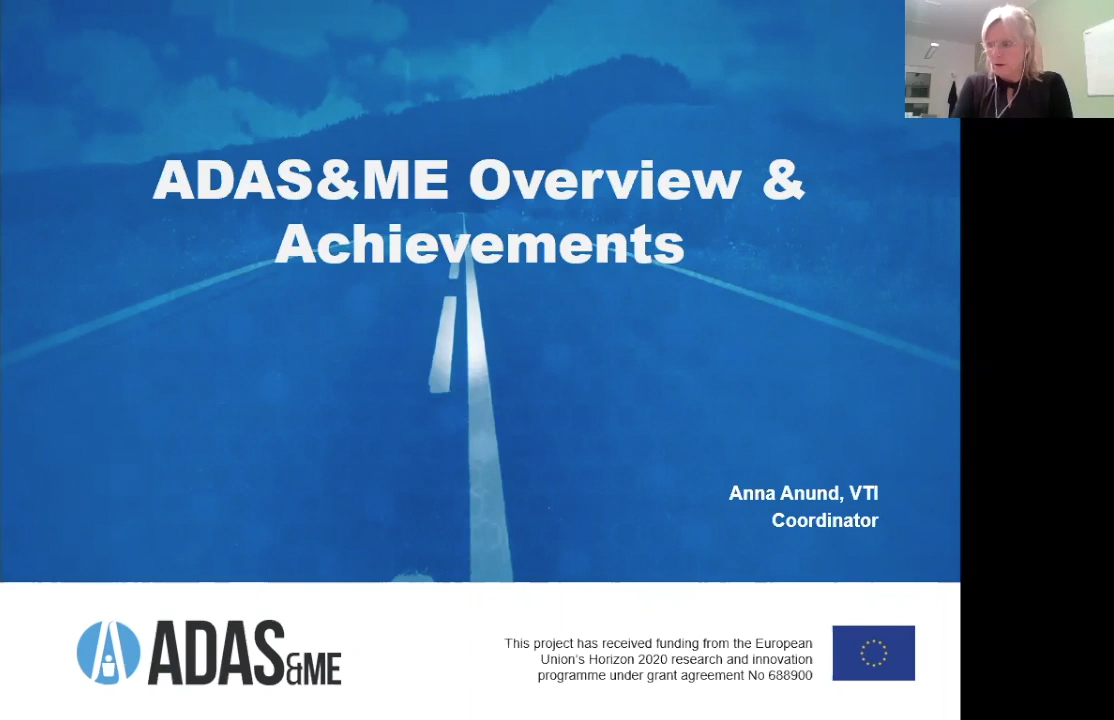 ADAS&ME Overview &
Achievements
Anna Anund, VTI
Coordinator
ADAS&ME
This project has received funding from the European
Union's Horizon 2020 research and innovation
programme under grant agreement No 688900